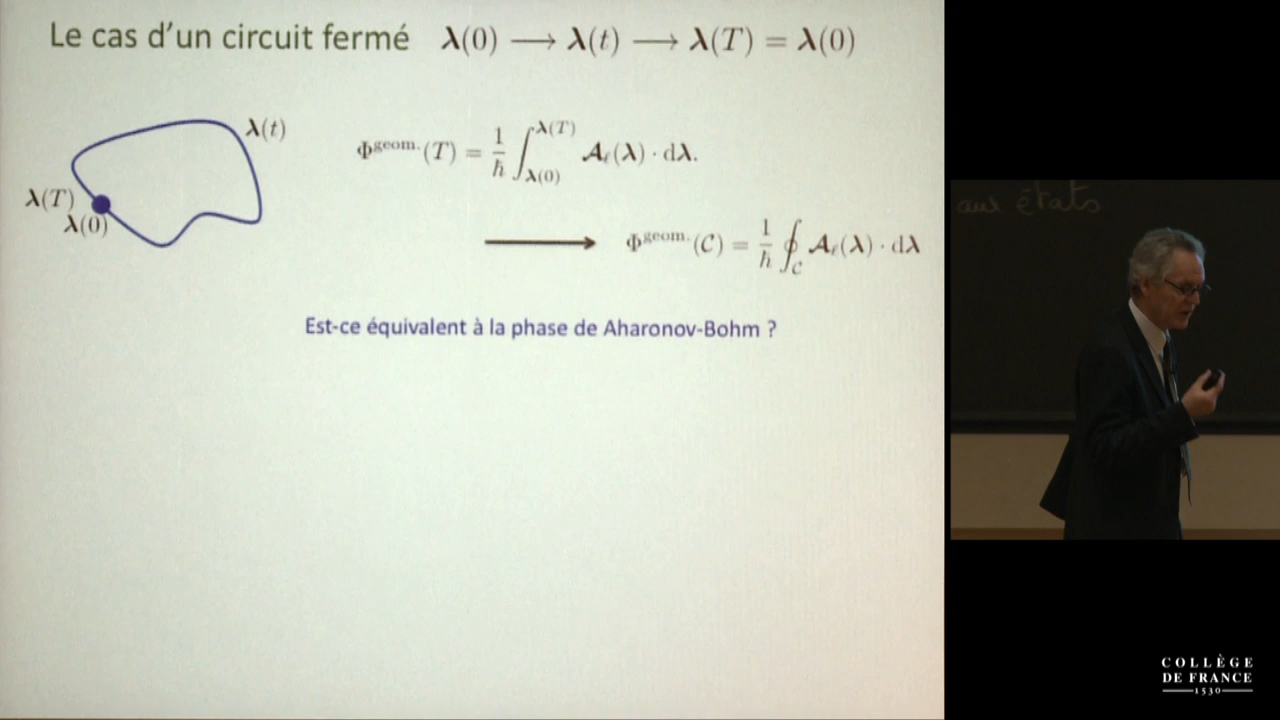 Le cas d'un circuit fermé λ(0) ⟶ λ(t) ⟶ λ(T) = λ(0)
λ(t)
Φ^geom.(T) = 1/ħ ∫_λ(0)^λ(T) 𝓐_ℓ(λ) · dλ.
λ(T)
λ(0)
Φ^geom.(𝒞) = 1/ħ ∮_𝒞 𝓐_ℓ(λ) · dλ
Est-ce équivalent à la phase de Aharonov-Bohm ?
aux états
COLLÈGE
DE FRANCE
1530